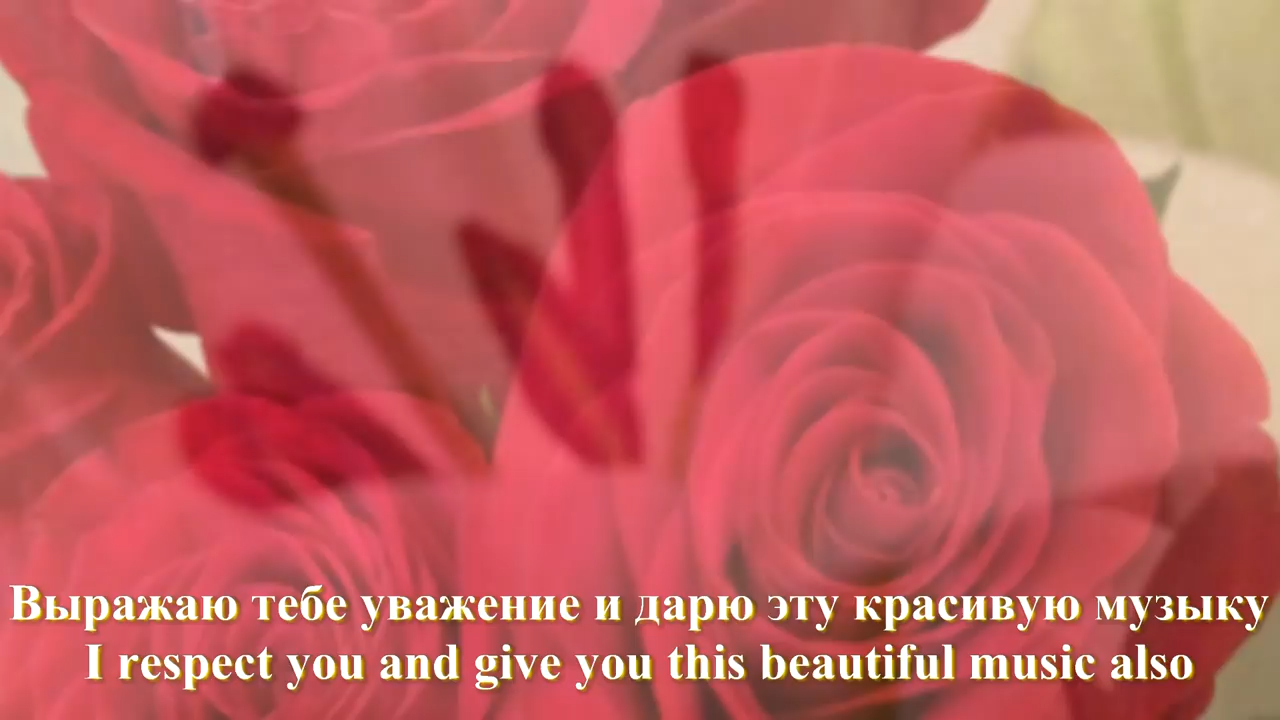 Выражаю тебе уважение и дарю эту красивую музыку
I respect you and give you this beautiful music also